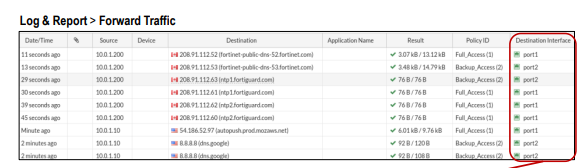 Log & Report > Forward Traffic
Date/Time Source Device Destination Application Name Result Policy ID Destination Interface
11 seconds ago 10.0.1.200 208.91.112.52 (fortinet-public-dns-52.fortinet.com) ✔ 3.07 kB / 13.12 kB Full_Access (1) port1
13 seconds ago 10.0.1.200 208.91.112.53 (fortinet-public-dns-53.fortinet.com) ✔ 3.48 kB / 14.79 kB Backup_Access (2) port2
29 seconds ago 10.0.1.200 208.91.112.63 (ntp1.fortiguard.com) ✔ 76 B / 76 B Backup_Access (2) port2
30 seconds ago 10.0.1.200 208.91.112.63 (ntp1.fortiguard.com) ✔ 76 B / 76 B Full_Access (1) port1
39 seconds ago 10.0.1.200 208.91.112.62 (ntp2.fortiguard.com) ✔ 76 B / 76 B Full_Access (1) port1
45 seconds ago 10.0.1.200 208.91.112.62 (ntp2.fortiguard.com) ✔ 76 B / 76 B Full_Access (1) port1
Minute ago 10.0.1.10 54.186.52.97 (autopush.prod.mozaws.net) ✔ 6.01 kB / 9.76 kB Full_Access (1) port1
2 minutes ago 10.0.1.10 8.8.8.8 (dns.google) ✔ 92 B / 120 B Backup_Access (2) port2
2 minutes ago 10.0.1.10 8.8.8.8 (dns.google) ✔ 92 B / 108 B Backup_Access (2) port2